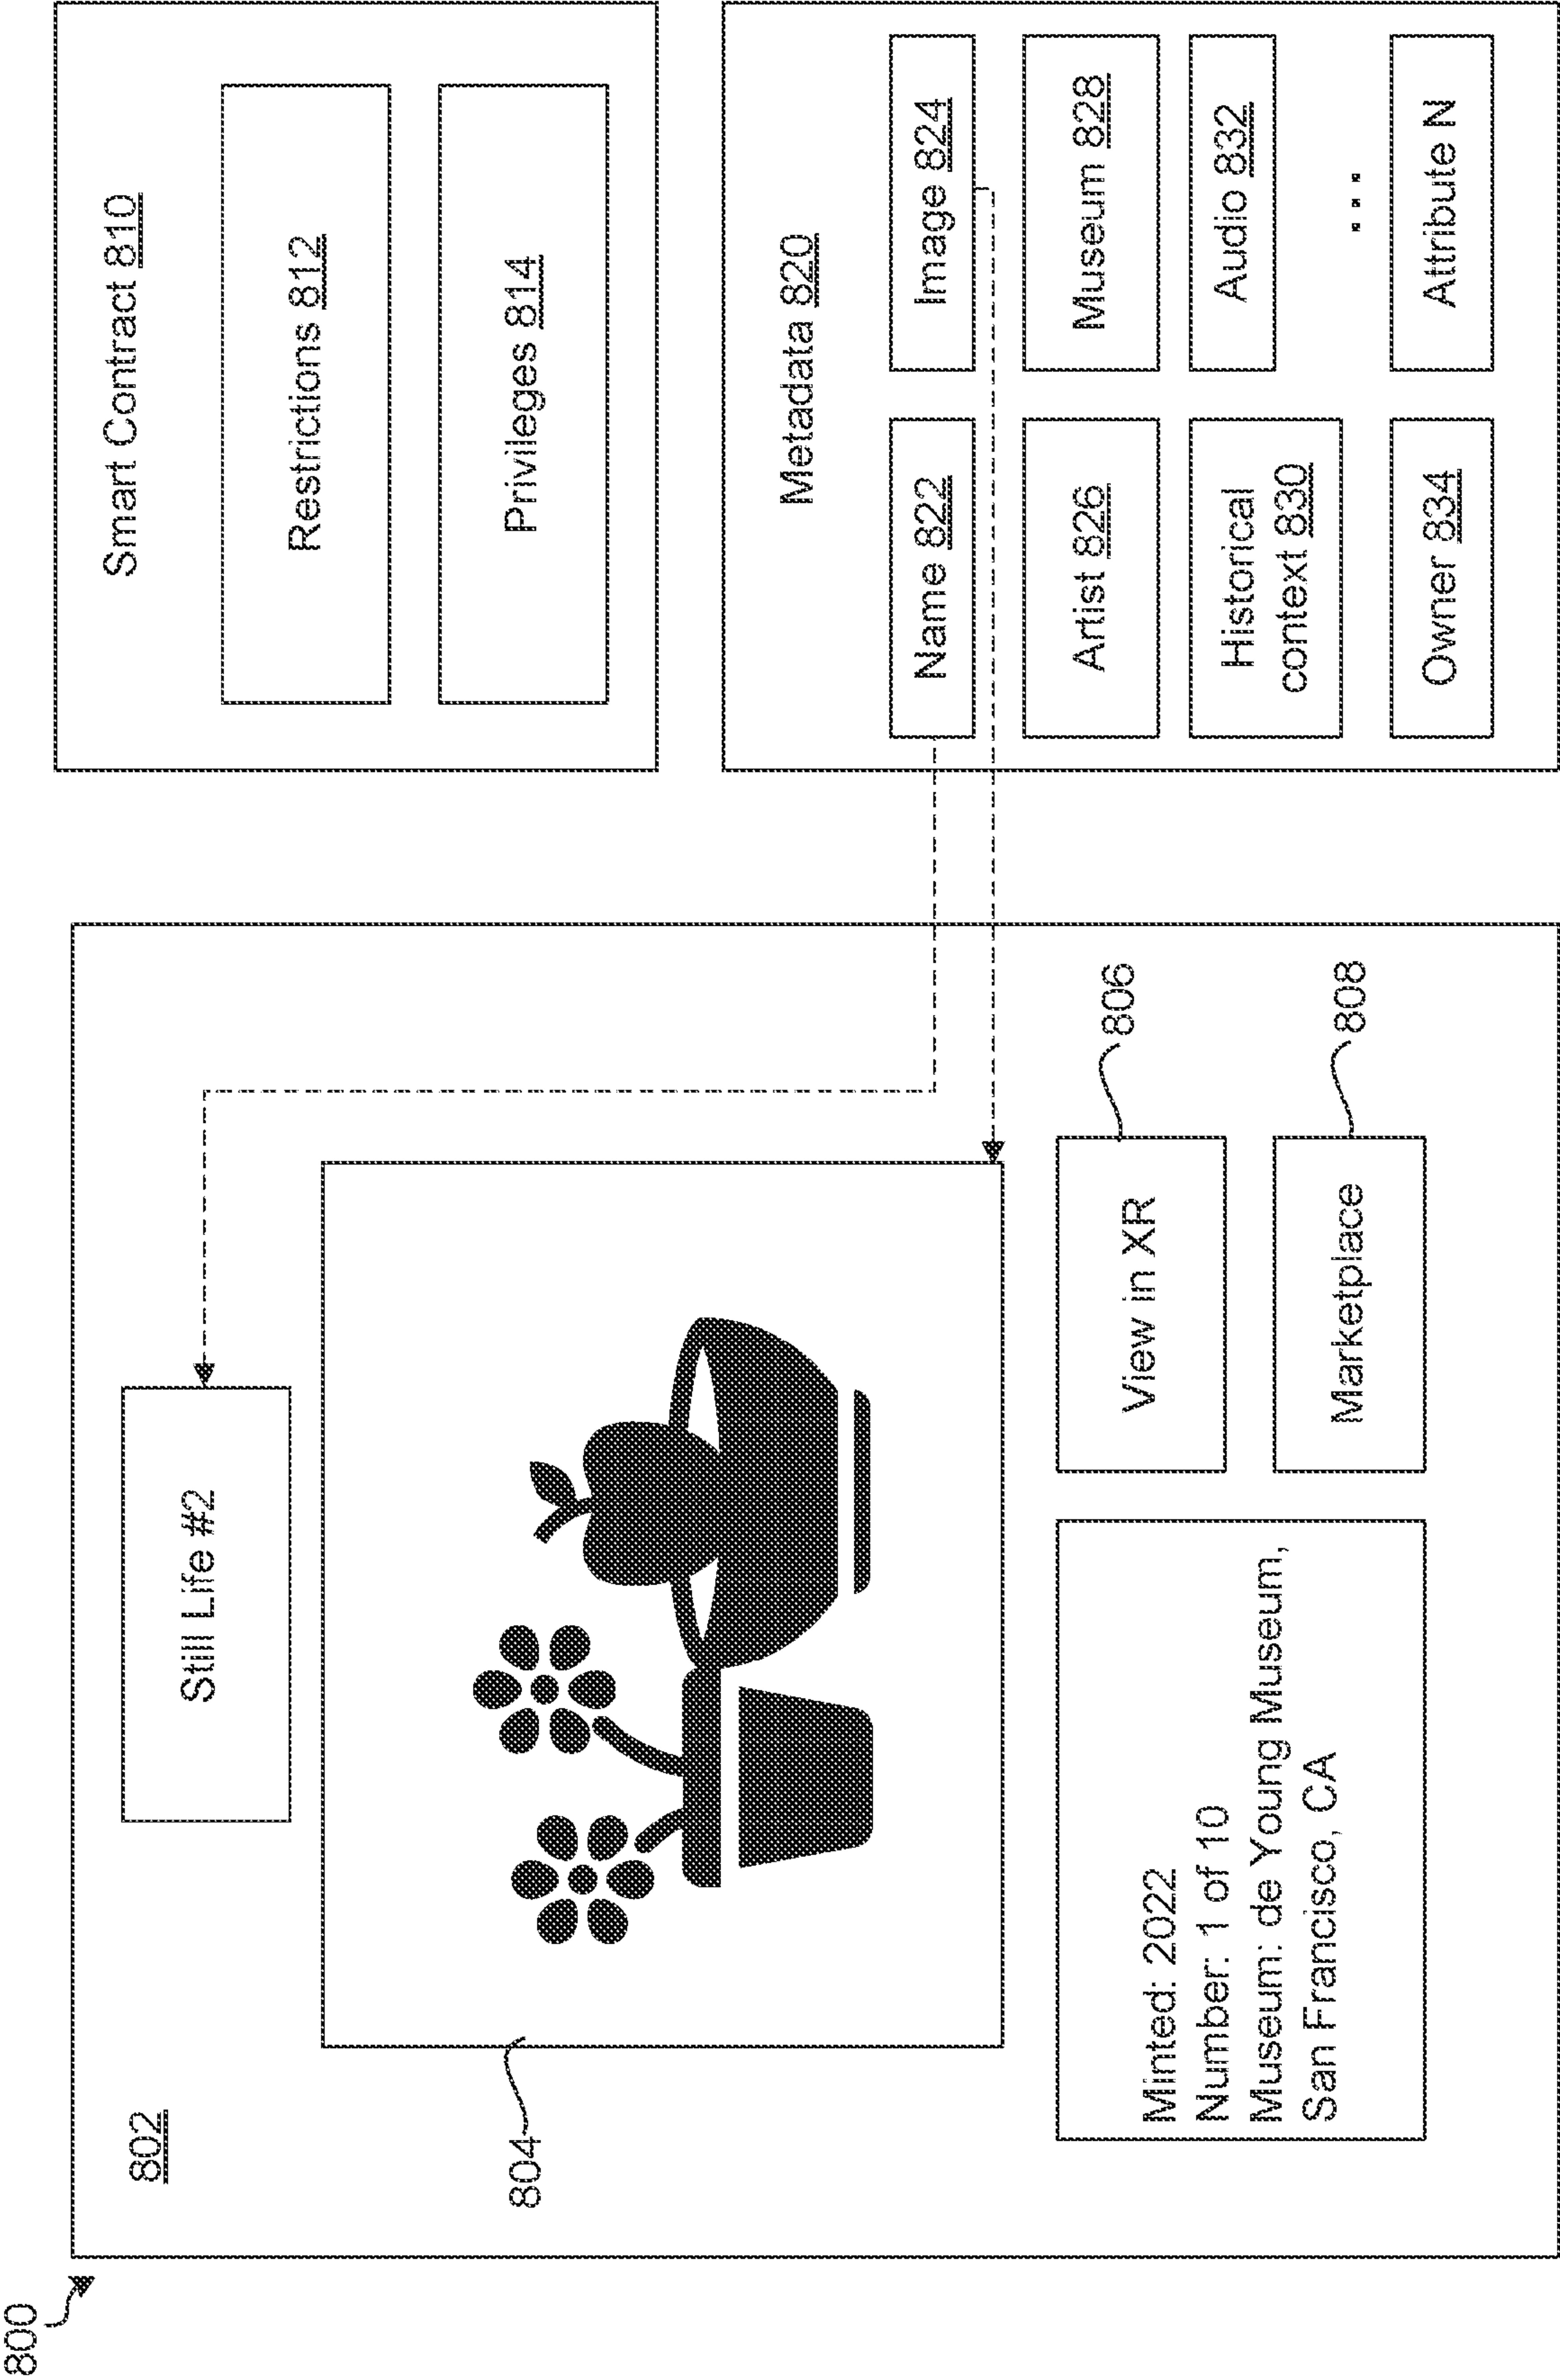 800
802
Still Life #2
804
Minted: 2022
Number: 1 of 10
Museum: de Young Museum,
San Francisco, CA
View in XR
806
Marketplace
808
Smart Contract 810
Restrictions 812
Privileges 814
Metadata 820
Name 822
Image 824
Artist 826
Museum 828
Historical
context 830
Audio 832
...
Owner 834
Attribute N